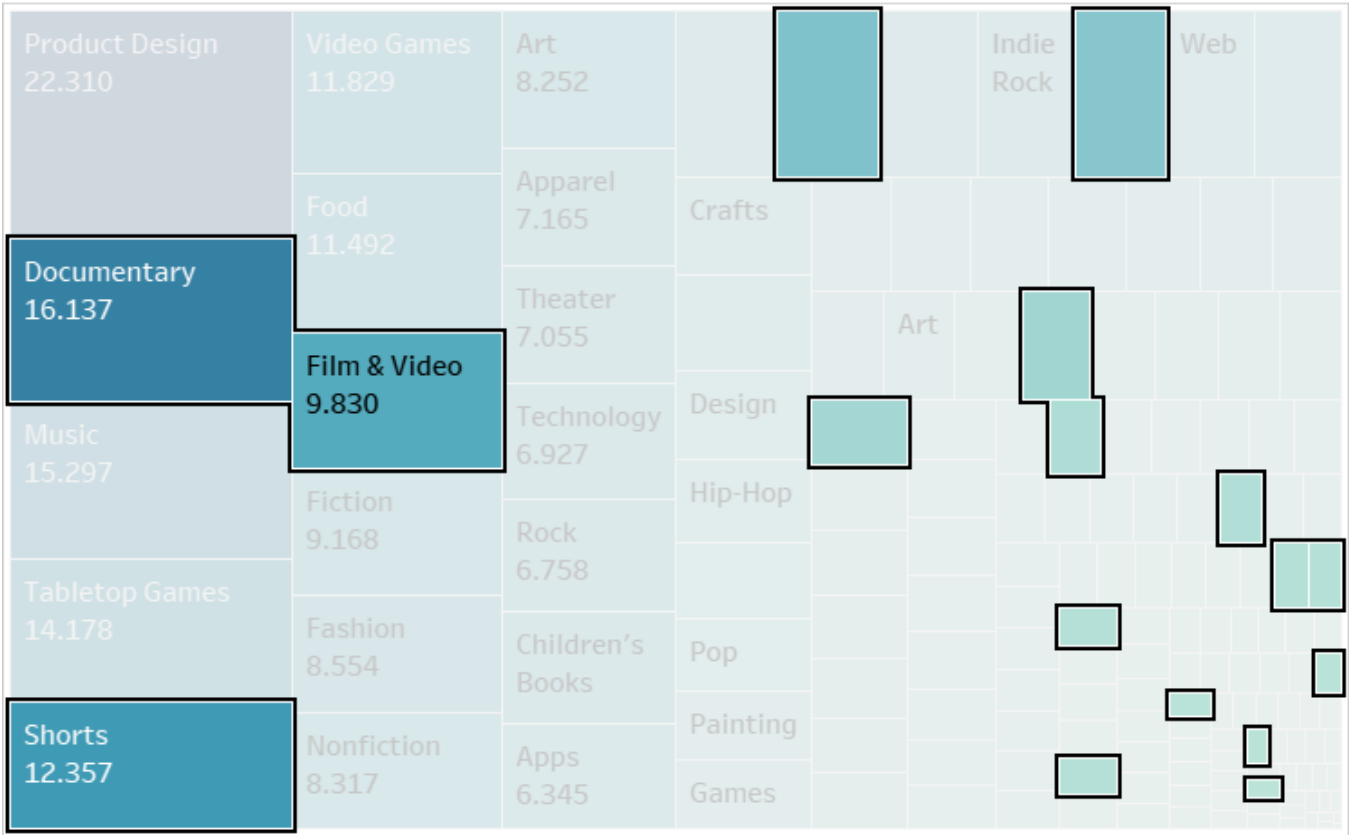 Product Design
22.310
Documentary
16.137
Music
15.297
Tabletop Games
14.178
Shorts
12.357
Video Games
11.829
Food
11.492
Film & Video
9.830
Fiction
9.168
Fashion
8.554
Nonfiction
8.317
Art
8.252
Apparel
7.165
Theater
7.055
Technology
6.927
Rock
6.758
Children's
Books
Apps
6.345
Indie
Rock
Web
Crafts
Art
Design
Hip-Hop
Pop
Painting
Games